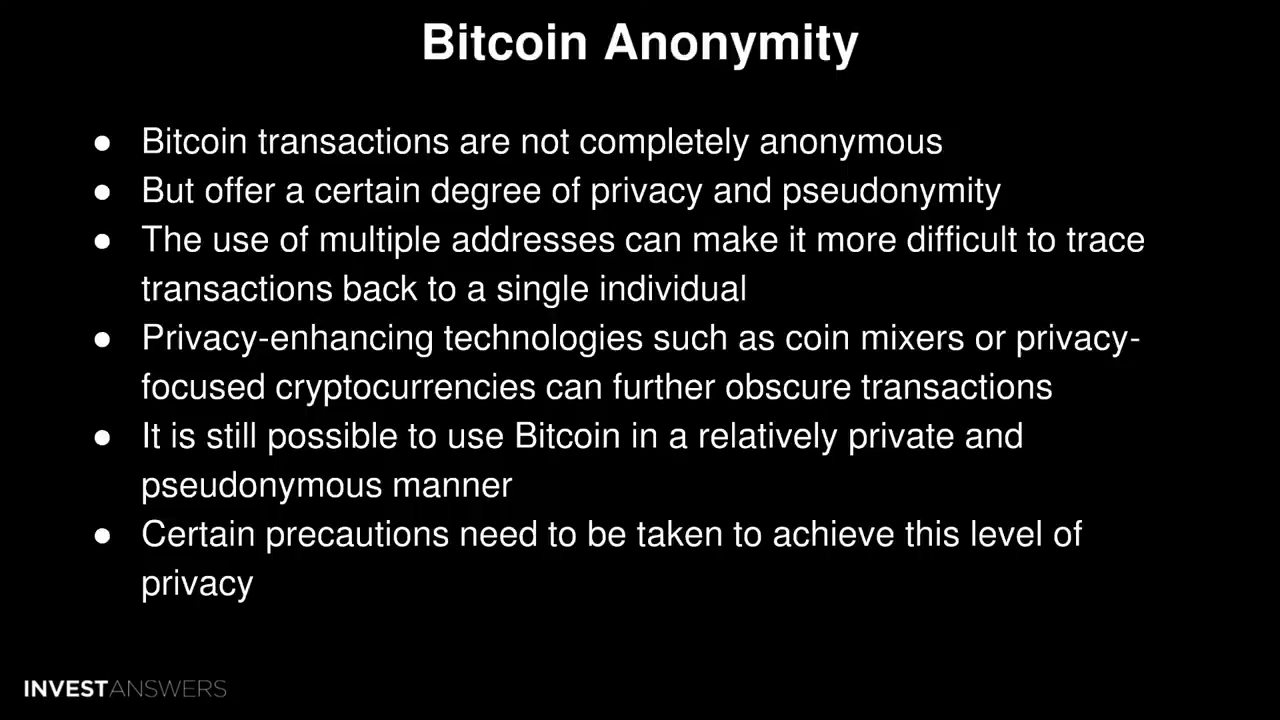 Bitcoin Anonymity
● Bitcoin transactions are not completely anonymous
● But offer a certain degree of privacy and pseudonymity
● The use of multiple addresses can make it more difficult to trace
transactions back to a single individual
● Privacy-enhancing technologies such as coin mixers or privacy-
focused cryptocurrencies can further obscure transactions
● It is still possible to use Bitcoin in a relatively private and
pseudonymous manner
● Certain precautions need to be taken to achieve this level of
privacy
INVESTANSWERS